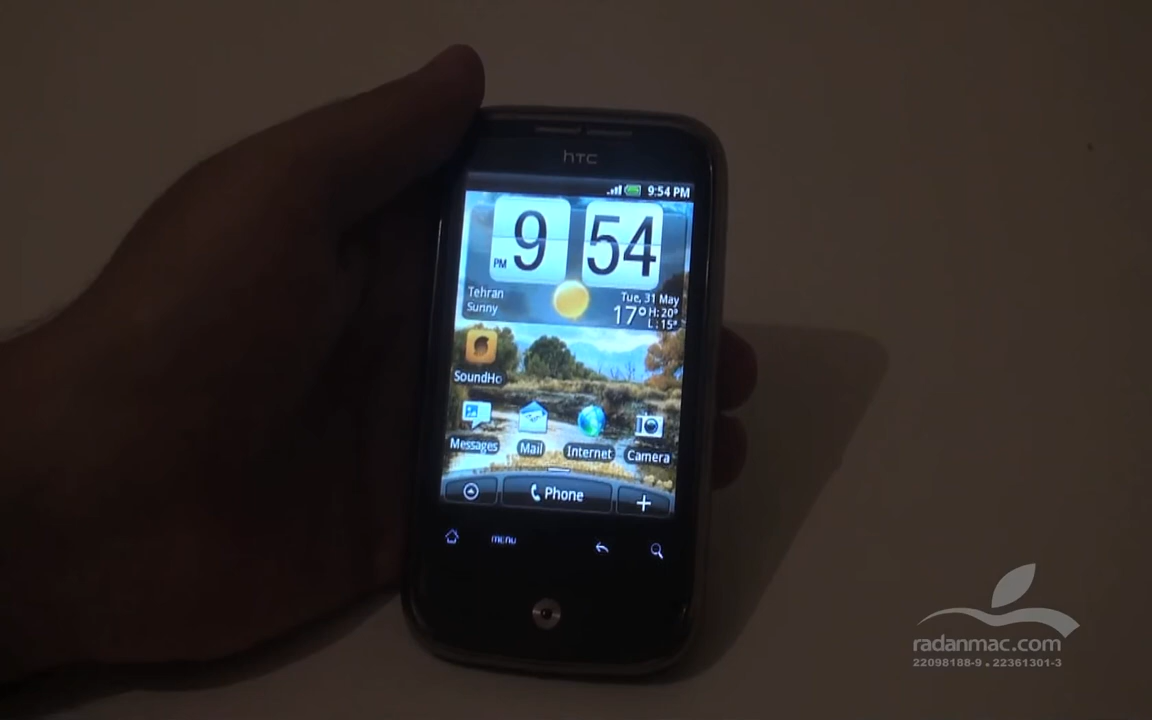 hTC
9:54 PM
PM 9 54
Tehran
Sunny
Tue, 31 May
17° H: 20°
L: 15°
SoundHo
Messages
Mail
Internet
Camera
Phone
menu
radanmac.com
22098188-9 . 22361301-3